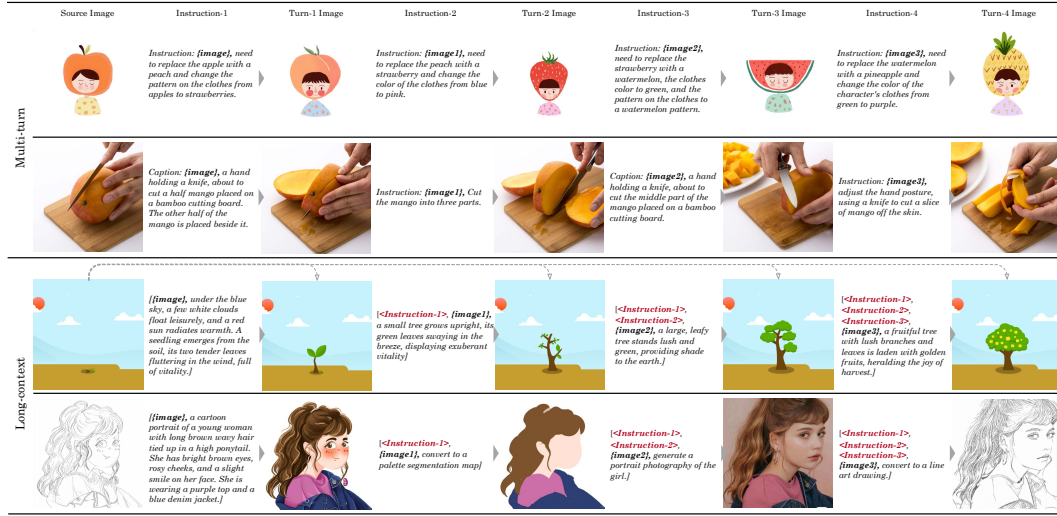 Source Image
Instruction-1
Turn-1 Image
Instruction-2
Turn-2 Image
Instruction-3
Turn-3 Image
Instruction-4
Turn-4 Image
Multi-turn
Instruction: {image}, need
to replace the apple with a
peach and change the
pattern on the clothes from
apples to strawberries.
Instruction: {image1}, need
to replace the peach with a
strawberry and change the
color of the clothes from blue
to pink.
Instruction: {image2},
need to replace the
strawberry with a
watermelon, the clothes
color to green, and the
pattern on the clothes to
a watermelon pattern.
Instruction: {image3}, need
to replace the watermelon
with a pineapple and
change the color of the
character's clothes from
green to purple.
Caption: {image}, a hand
holding a knife, about to
cut a half mango placed on
a bamboo cutting board.
The other half of the
mango is placed beside it.
Instruction: {image1}, Cut
the mango into three parts.
Caption: {image2}, a hand
holding a knife, about to
cut the middle part of the
mango placed on a bamboo
cutting board.
Instruction: {image3},
adjust the hand posture,
using a knife to cut a slice
of mango off the skin.
Long-context
[{image}, under the blue
sky, a few white clouds
float leisurely, and a red
sun radiates warmth. A
seedling emerges from the
soil, its two tender leaves
fluttering in the wind, full
of vitality.]
[<Instruction-1>, {image1},
a small tree grows upright, its
green leaves swaying in the
breeze, displaying exuberant
vitality]
[<Instruction-1>,
<Instruction-2>,
{image2}, a large, leafy
tree stands lush and
green, providing shade
to the earth.]
[<Instruction-1>,
<Instruction-2>,
<Instruction-3>,
{image3}, a fruitful tree
with lush branches and
leaves is laden with golden
fruits, heralding the joy of
harvest.]
[{image}, a cartoon
portrait of a young woman
with long brown wavy hair
tied up in a high ponytail.
She has bright brown eyes,
rosy cheeks, and a slight
smile on her face. She is
wearing a purple top and a
blue denim jacket.]
[<Instruction-1>,
{image1}, convert to a
palette segmentation map]
[<Instruction-1>,
<Instruction-2>,
{image2}, generate a
portrait photography of the
girl.]
[<Instruction-1>,
<Instruction-2>,
<Instruction-3>,
{image3}, convert to a line
art drawing.]